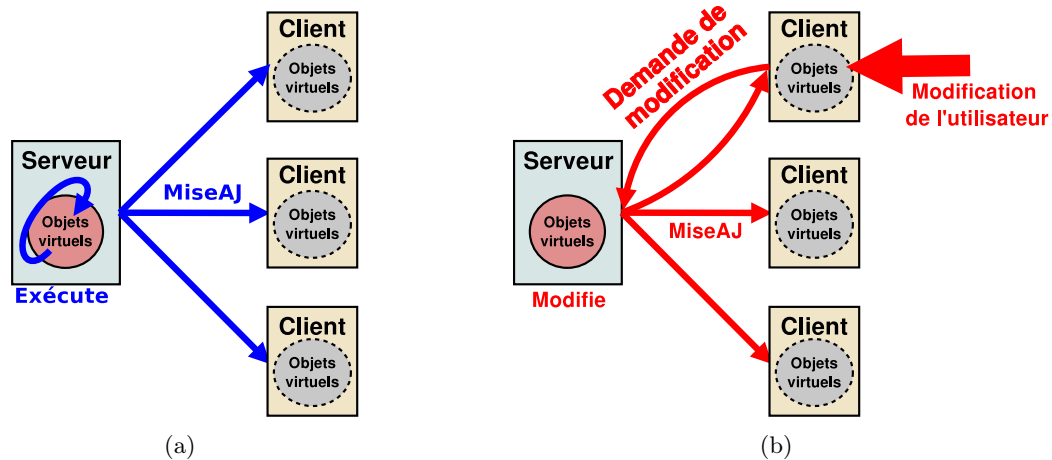 Client
Objets
virtuels
Serveur
Objets
virtuels
Exécute
MiseAJ
Client
Objets
virtuels
Client
Objets
virtuels
(a)
Demande de
modification
Client
Objets
virtuels
Modification
de l'utilisateur
Serveur
Objets
virtuels
Modifie
MiseAJ
Client
Objets
virtuels
Client
Objets
virtuels
(b)